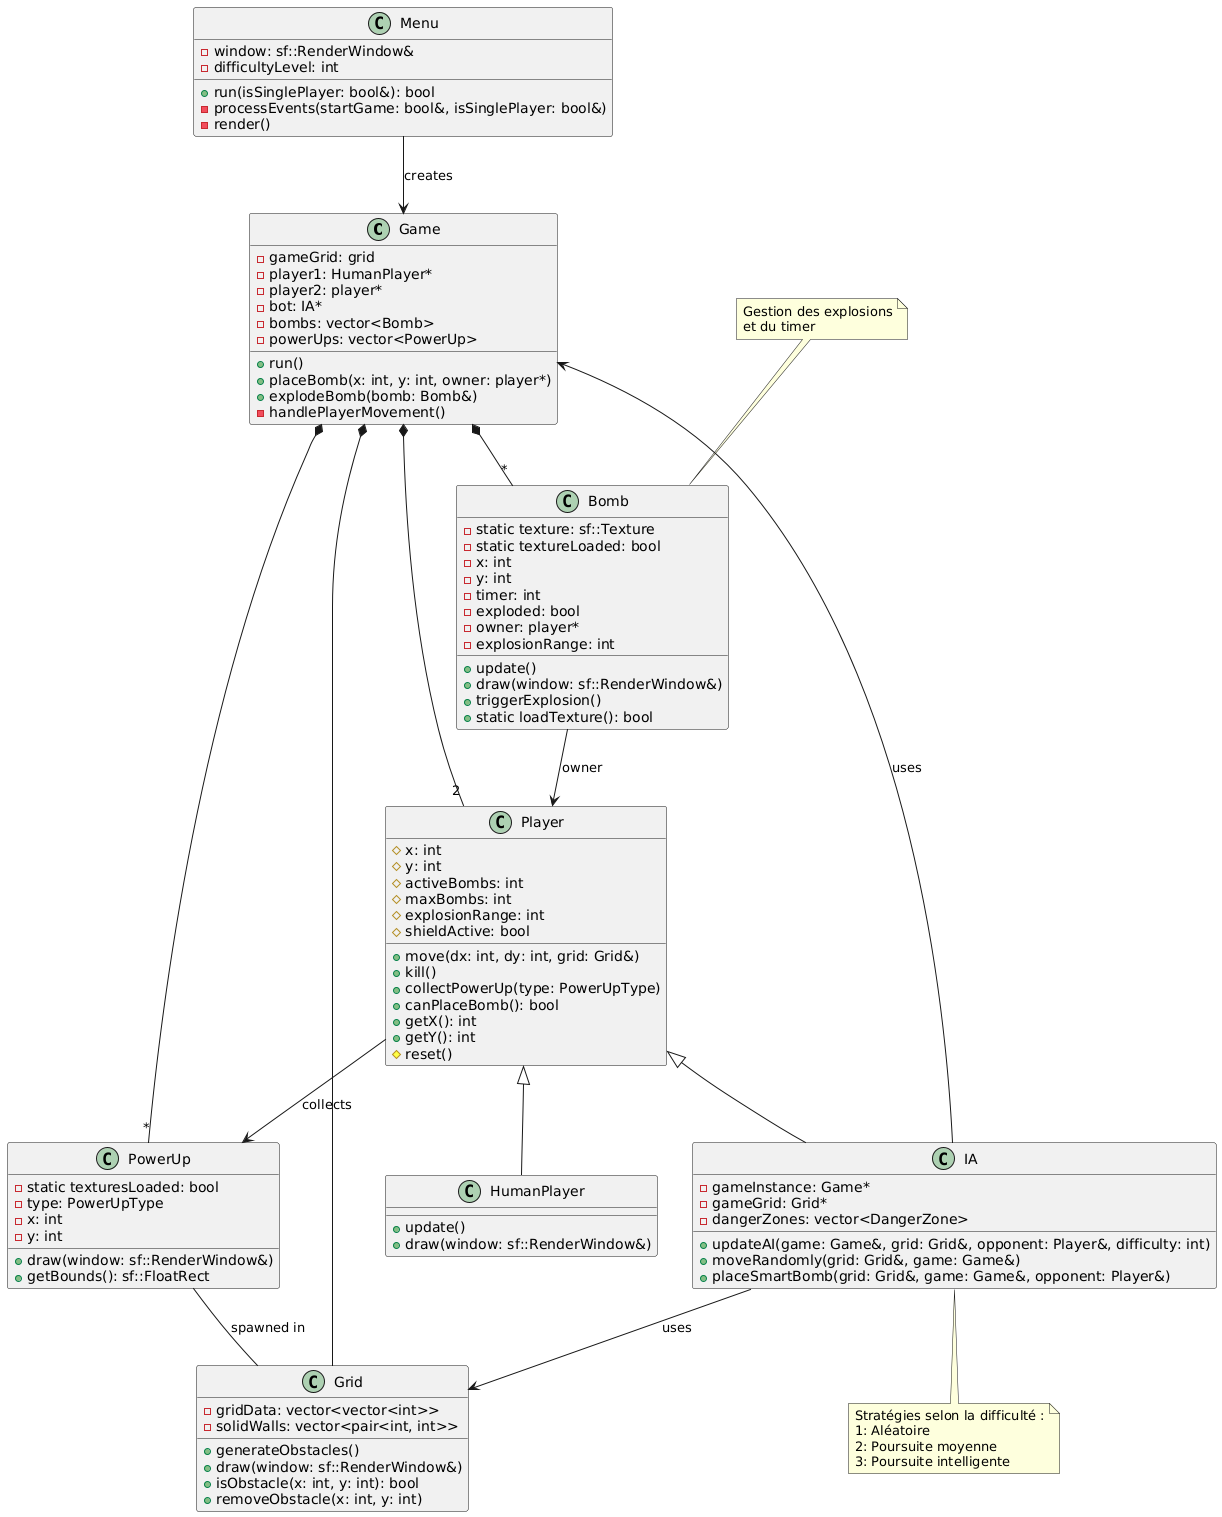 C Menu
window: sf::RenderWindow&
difficultyLevel: int
run(isSinglePlayer: bool&): bool
processEvents(startGame: bool&, isSinglePlayer: bool&)
render()
creates
C Game
gameGrid: grid
player1: HumanPlayer*
player2: player*
bot: IA*
bombs: vector<Bomb>
powerUps: vector<PowerUp>
run()
placeBomb(x: int, y: int, owner: player*)
explodeBomb(bomb: Bomb&)
handlePlayerMovement()
Gestion des explosions
et du timer
*
C Bomb
static texture: sf::Texture
static textureLoaded: bool
x: int
y: int
timer: int
exploded: bool
owner: player*
explosionRange: int
update()
draw(window: sf::RenderWindow&)
triggerExplosion()
static loadTexture(): bool
owner
uses
2
C Player
x: int
y: int
activeBombs: int
maxBombs: int
explosionRange: int
shieldActive: bool
move(dx: int, dy: int, grid: Grid&)
kill()
collectPowerUp(type: PowerUpType)
canPlaceBomb(): bool
getX(): int
getY(): int
reset()
collects
*
C PowerUp
static texturesLoaded: bool
type: PowerUpType
x: int
y: int
draw(window: sf::RenderWindow&)
getBounds(): sf::FloatRect
C HumanPlayer
update()
draw(window: sf::RenderWindow&)
C IA
gameInstance: Game*
gameGrid: Grid*
dangerZones: vector<DangerZone>
updateAI(game: Game&, grid: Grid&, opponent: Player&, difficulty: int)
moveRandomly(grid: Grid&, game: Game&)
placeSmartBomb(grid: Grid&, game: Game&, opponent: Player&)
spawned in
uses
C Grid
gridData: vector<vector<int>>
solidWalls: vector<pair<int, int>>
generateObstacles()
draw(window: sf::RenderWindow&)
isObstacle(x: int, y: int): bool
removeObstacle(x: int, y: int)
Stratégies selon la difficulté :
1: Aléatoire
2: Poursuite moyenne
3: Poursuite intelligente